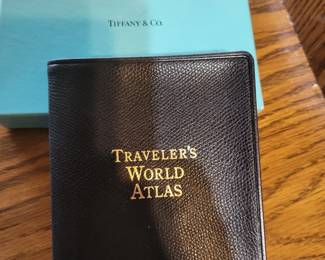 TIFFANY & CO.
TRAVELER'S
WORLD
ATLAS